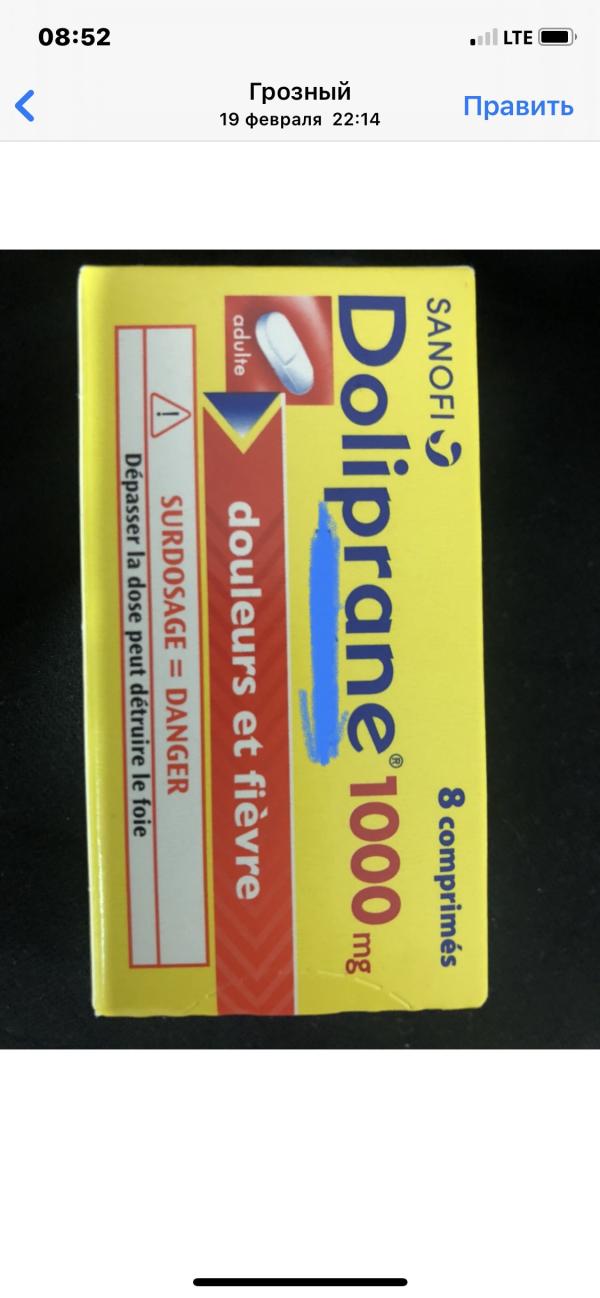 08:52
LTE
Грозный
19 февраля 22:14
Править
SANOFI
8 comprimés
Doliprane® 1000 mg
adulte
douleurs et fièvre
SURDOSAGE = DANGER
Dépasser la dose peut détruire le foie